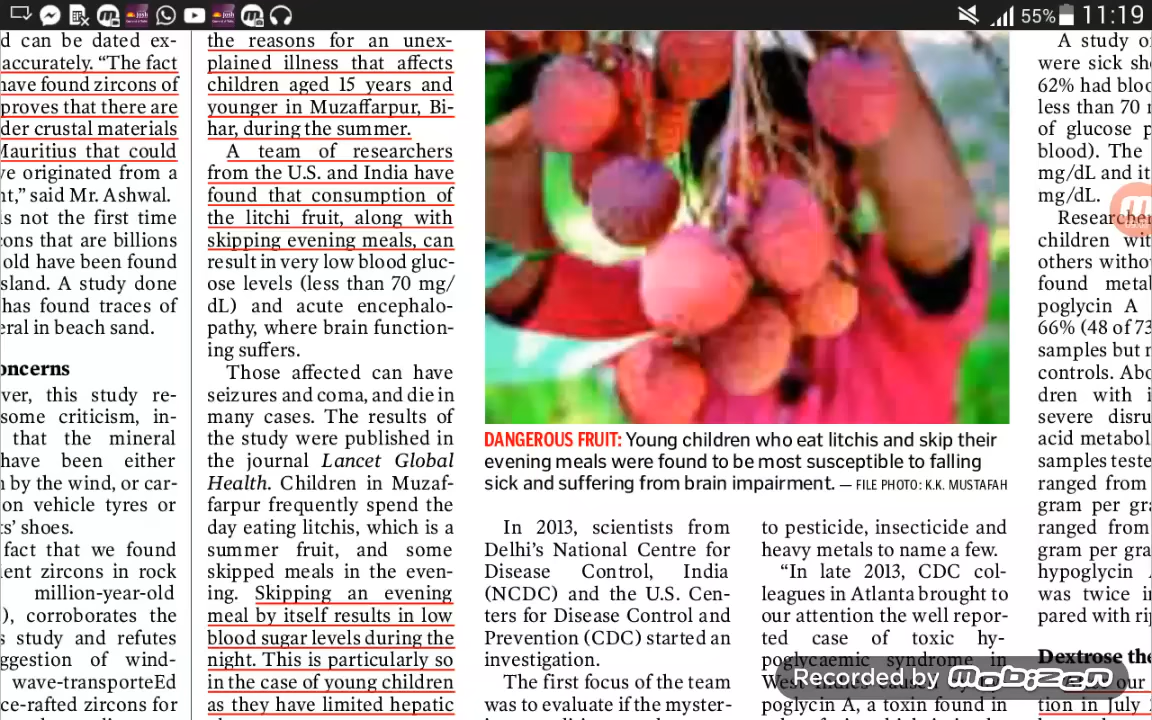 55% 11:19
d can be dated ex-
accurately. “The fact
have found zircons of
proves that there are
der crustal materials
Mauritius that could
ve originated from a
nt,” said Mr. Ashwal.
is not the first time
cons that are billions
old have been found
sland. A study done
has found traces of
eral in beach sand.
oncerns
ver, this study re-
some criticism, in-
that the mineral
have been either
n by the wind, or car-
on vehicle tyres or
ts’ shoes.
fact that we found
ient zircons in rock
million-year-old
), corroborates the
s study and refutes
ggestion of wind-
wave-transporteEd
ce-rafted zircons for
the reasons for an unex-
plained illness that affects
children aged 15 years and
younger in Muzaffarpur, Bi-
har, during the summer.
A team of researchers
from the U.S. and India have
found that consumption of
the litchi fruit, along with
skipping evening meals, can
result in very low blood gluc-
ose levels (less than 70 mg/
dL) and acute encephalo-
pathy, where brain function-
ing suffers.
Those affected can have
seizures and coma, and die in
many cases. The results of
the study were published in
the journal Lancet Global
Health. Children in Muzaf-
farpur frequently spend the
day eating litchis, which is a
summer fruit, and some
skipped meals in the even-
ing. Skipping an evening
meal by itself results in low
blood sugar levels during the
night. This is particularly so
in the case of young children
as they have limited hepatic
DANGEROUS FRUIT: Young children who eat litchis and skip their
evening meals were found to be most susceptible to falling
sick and suffering from brain impairment. — FILE PHOTO: K.K. MUSTAFAH
In 2013, scientists from
Delhi’s National Centre for
Disease Control, India
(NCDC) and the U.S. Cen-
ters for Disease Control and
Prevention (CDC) started an
investigation.
The first focus of the team
was to evaluate if the myster-
to pesticide, insecticide and
heavy metals to name a few.
“In late 2013, CDC col-
leagues in Atlanta brought to
our attention the well repor-
ted case of toxic hy-
poglycaemic syndrome in
poglycin A, a toxin found in
A study o
were sick sh
62% had bloo
less than 70 m
of glucose p
blood). The
mg/dL and it
mg/dL.
Researcher
children wit
others witho
found metab
poglycin A
66% (48 of 73
samples but n
controls. Abo
dren with i
severe disru
acid metabol
samples teste
ranged from
gram per gra
ranged from
gram per gra
hypoglycin A
was twice in
pared with rip
Dextrose the
our
tion in July
Recorded by mobizen